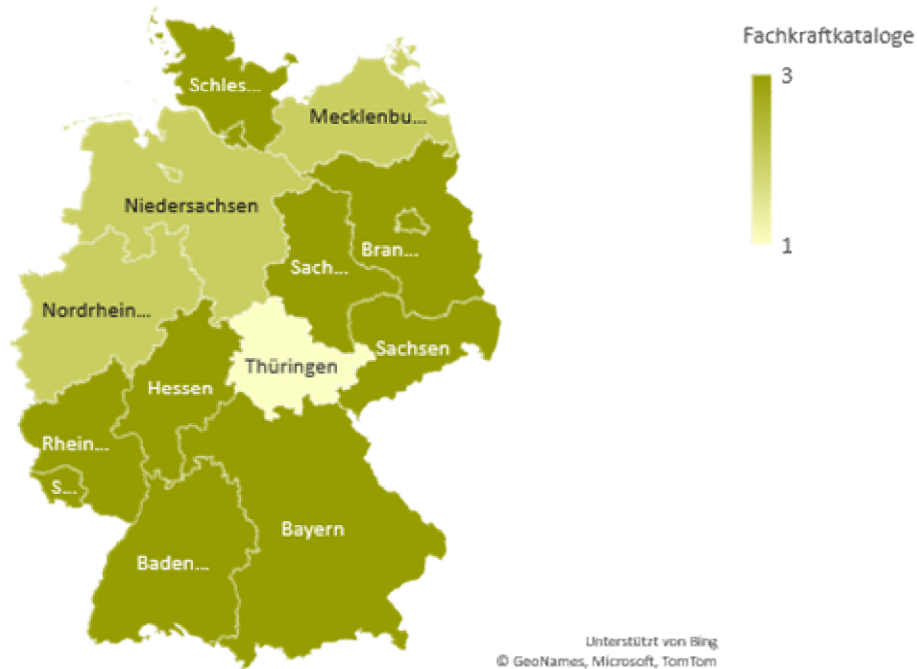 Fachkraftkataloge
3
1
Schles...
Mecklenbu...
Niedersachsen
Bran...
Sach...
Nordrhein...
Sachsen
Thüringen
Hessen
Rhein...
S...
Bayern
Baden...
Unterstützt von Bing
© GeoNames, Microsoft, TomTom